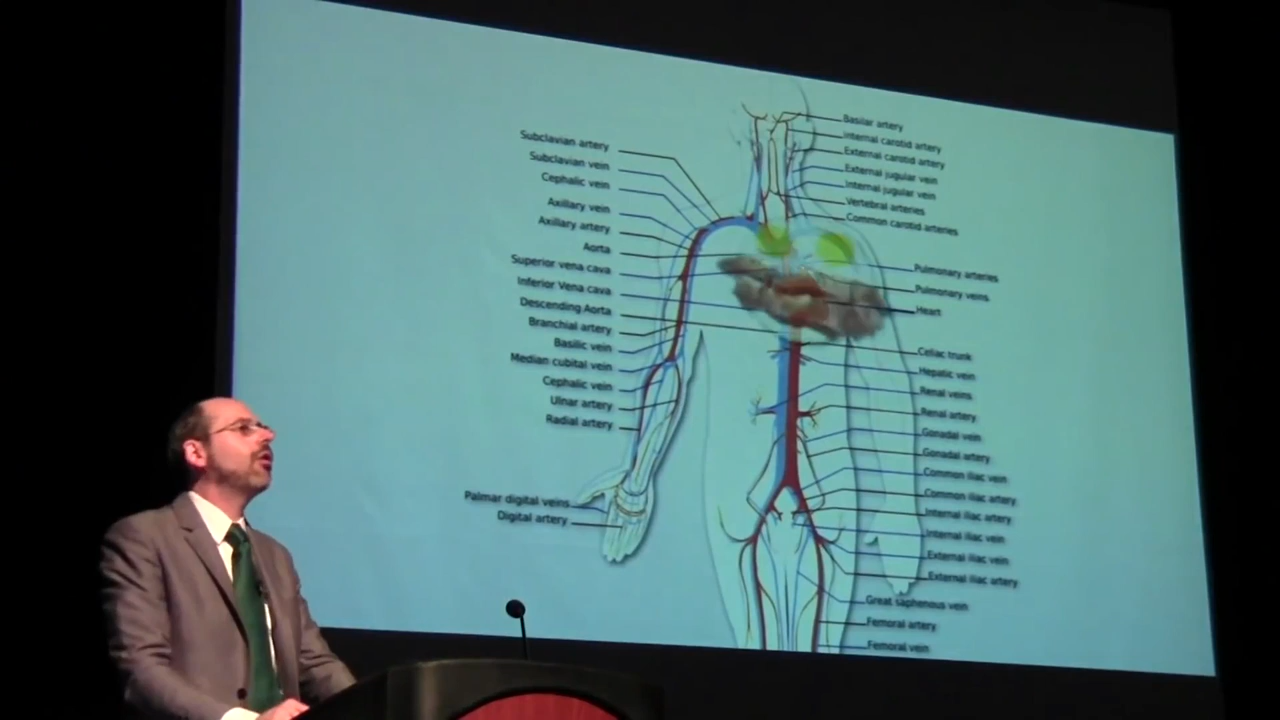 Subclavian artery
Subclavian vein
Cephalic vein
Axillary vein
Axillary artery
Aorta
Superior vena cava
Inferior Vena cava
Descending Aorta
Branchial artery
Basilic vein
Median cubital vein
Cephalic vein
Ulnar artery
Radial artery
Palmar digital veins
Digital artery
Basilar artery
Internal carotid artery
External carotid artery
External jugular vein
Internal jugular vein
Vertebral arteries
Common carotid arteries
Pulmonary arteries
Pulmonary veins
Heart
Celiac trunk
Hepatic vein
Renal veins
Renal artery
Gonadal vein
Gonadal artery
Common iliac vein
Common iliac artery
Internal iliac artery
Internal iliac vein
External iliac vein
External iliac artery
Great saphenous vein
Femoral artery
Femoral vein